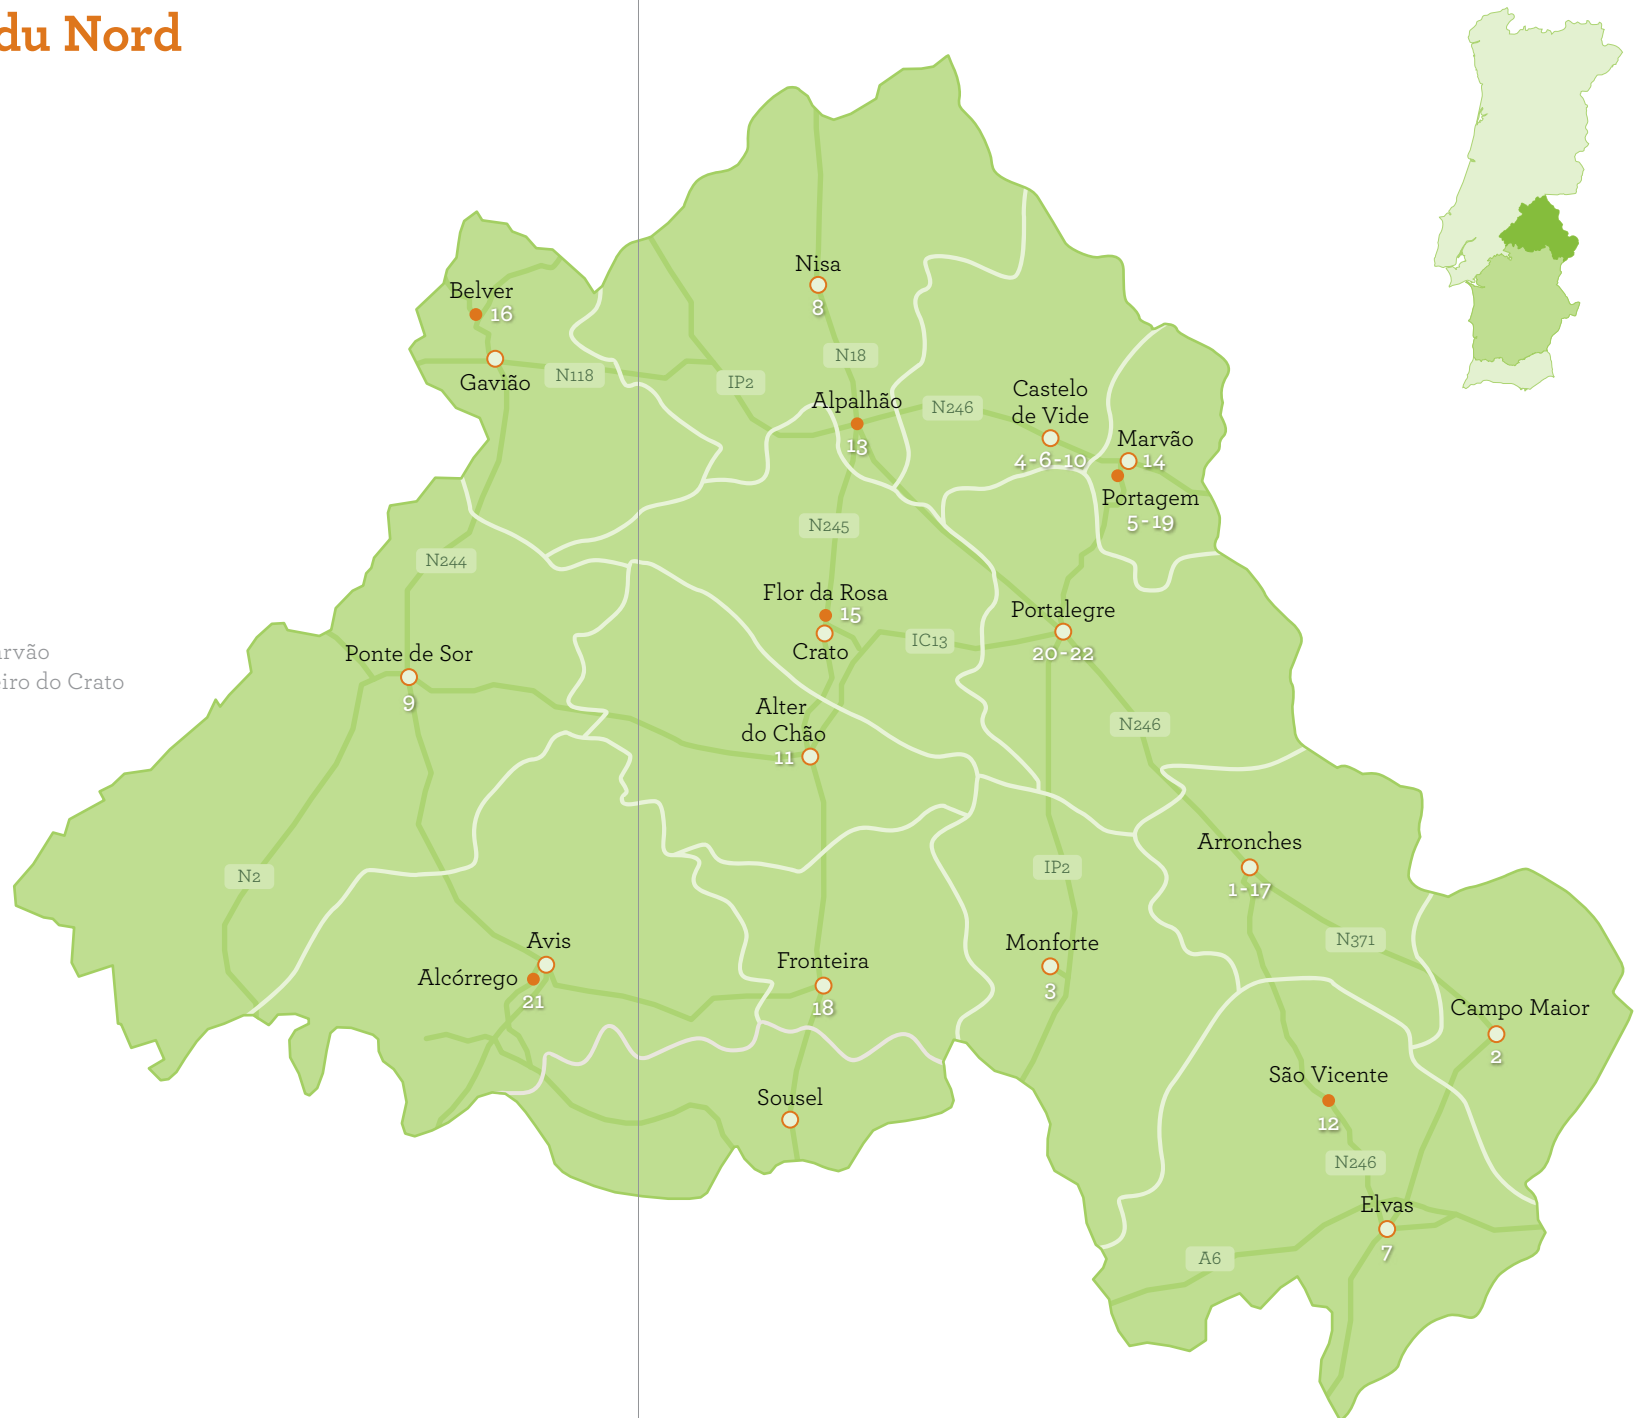 du Nord
Nisa
8
Belver
16
Gavião
N118
IP2
N18
Alpalhão
13
N246
Castelo
de Vide
4-6-10
Marvão
14
Portagem
5-19
N245
N244
Flor da Rosa
15
Crato
IC13
Portalegre
20-22
Ponte de Sor
9
arvão
eiro do Crato
Alter
do Chão
11
N246
Arronches
1-17
N2
IP2
N371
Avis
Alcórrego
21
Fronteira
18
Monforte
3
Campo Maior
2
São Vicente
12
Sousel
N246
Elvas
7
A6